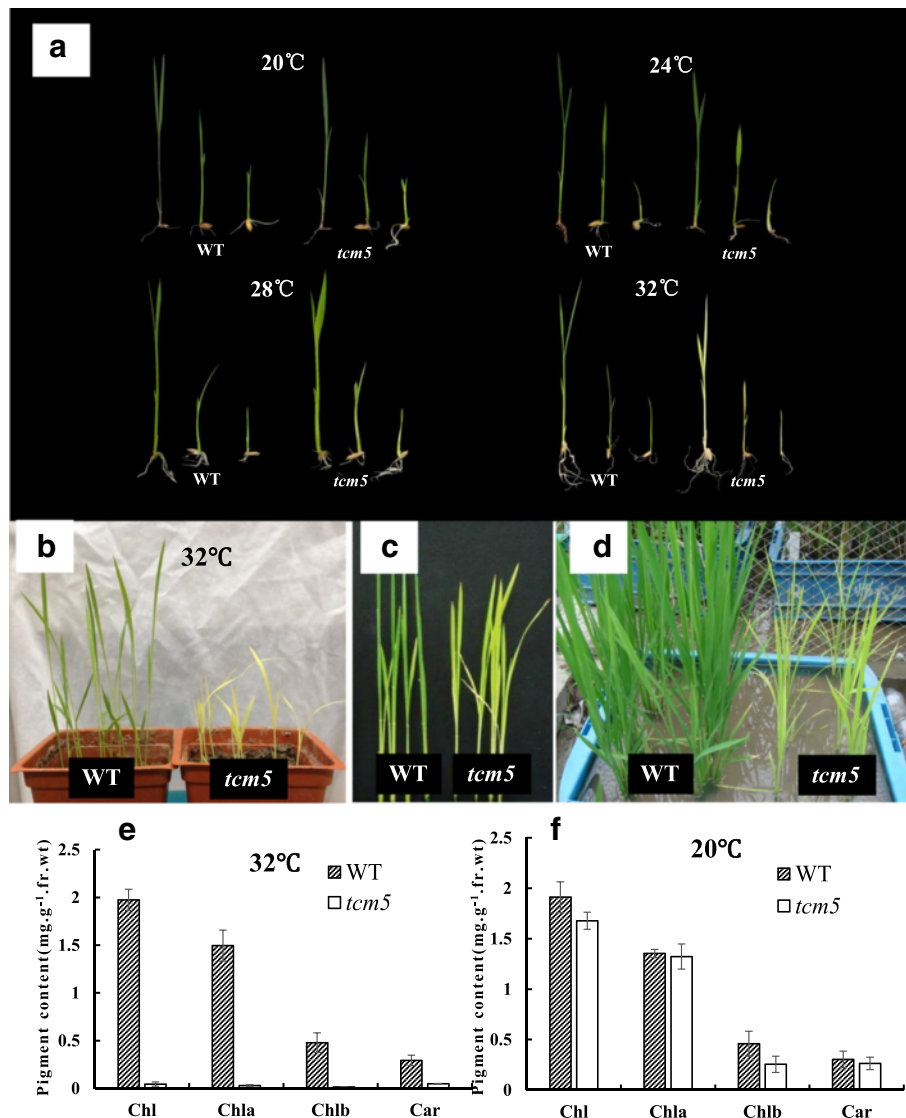 a
20℃
24℃
WT
tcm5
WT
tcm5
28℃
32℃
WT
tcm5
WT
tcm5
b
32℃
WT
tcm5
c
WT
tcm5
d
WT
tcm5
e
32℃
Pigment content(mg.g⁻¹.fr.wt)
2.5
2
1.5
1
0.5
0
WT
tcm5
Chl
Chla
Chlb
Car
f
20℃
Pigment content(mg.g⁻¹.fr.wt)
2.5
2
1.5
1
0.5
0
WT
tcm5
Chl
Chla
Chlb
Car